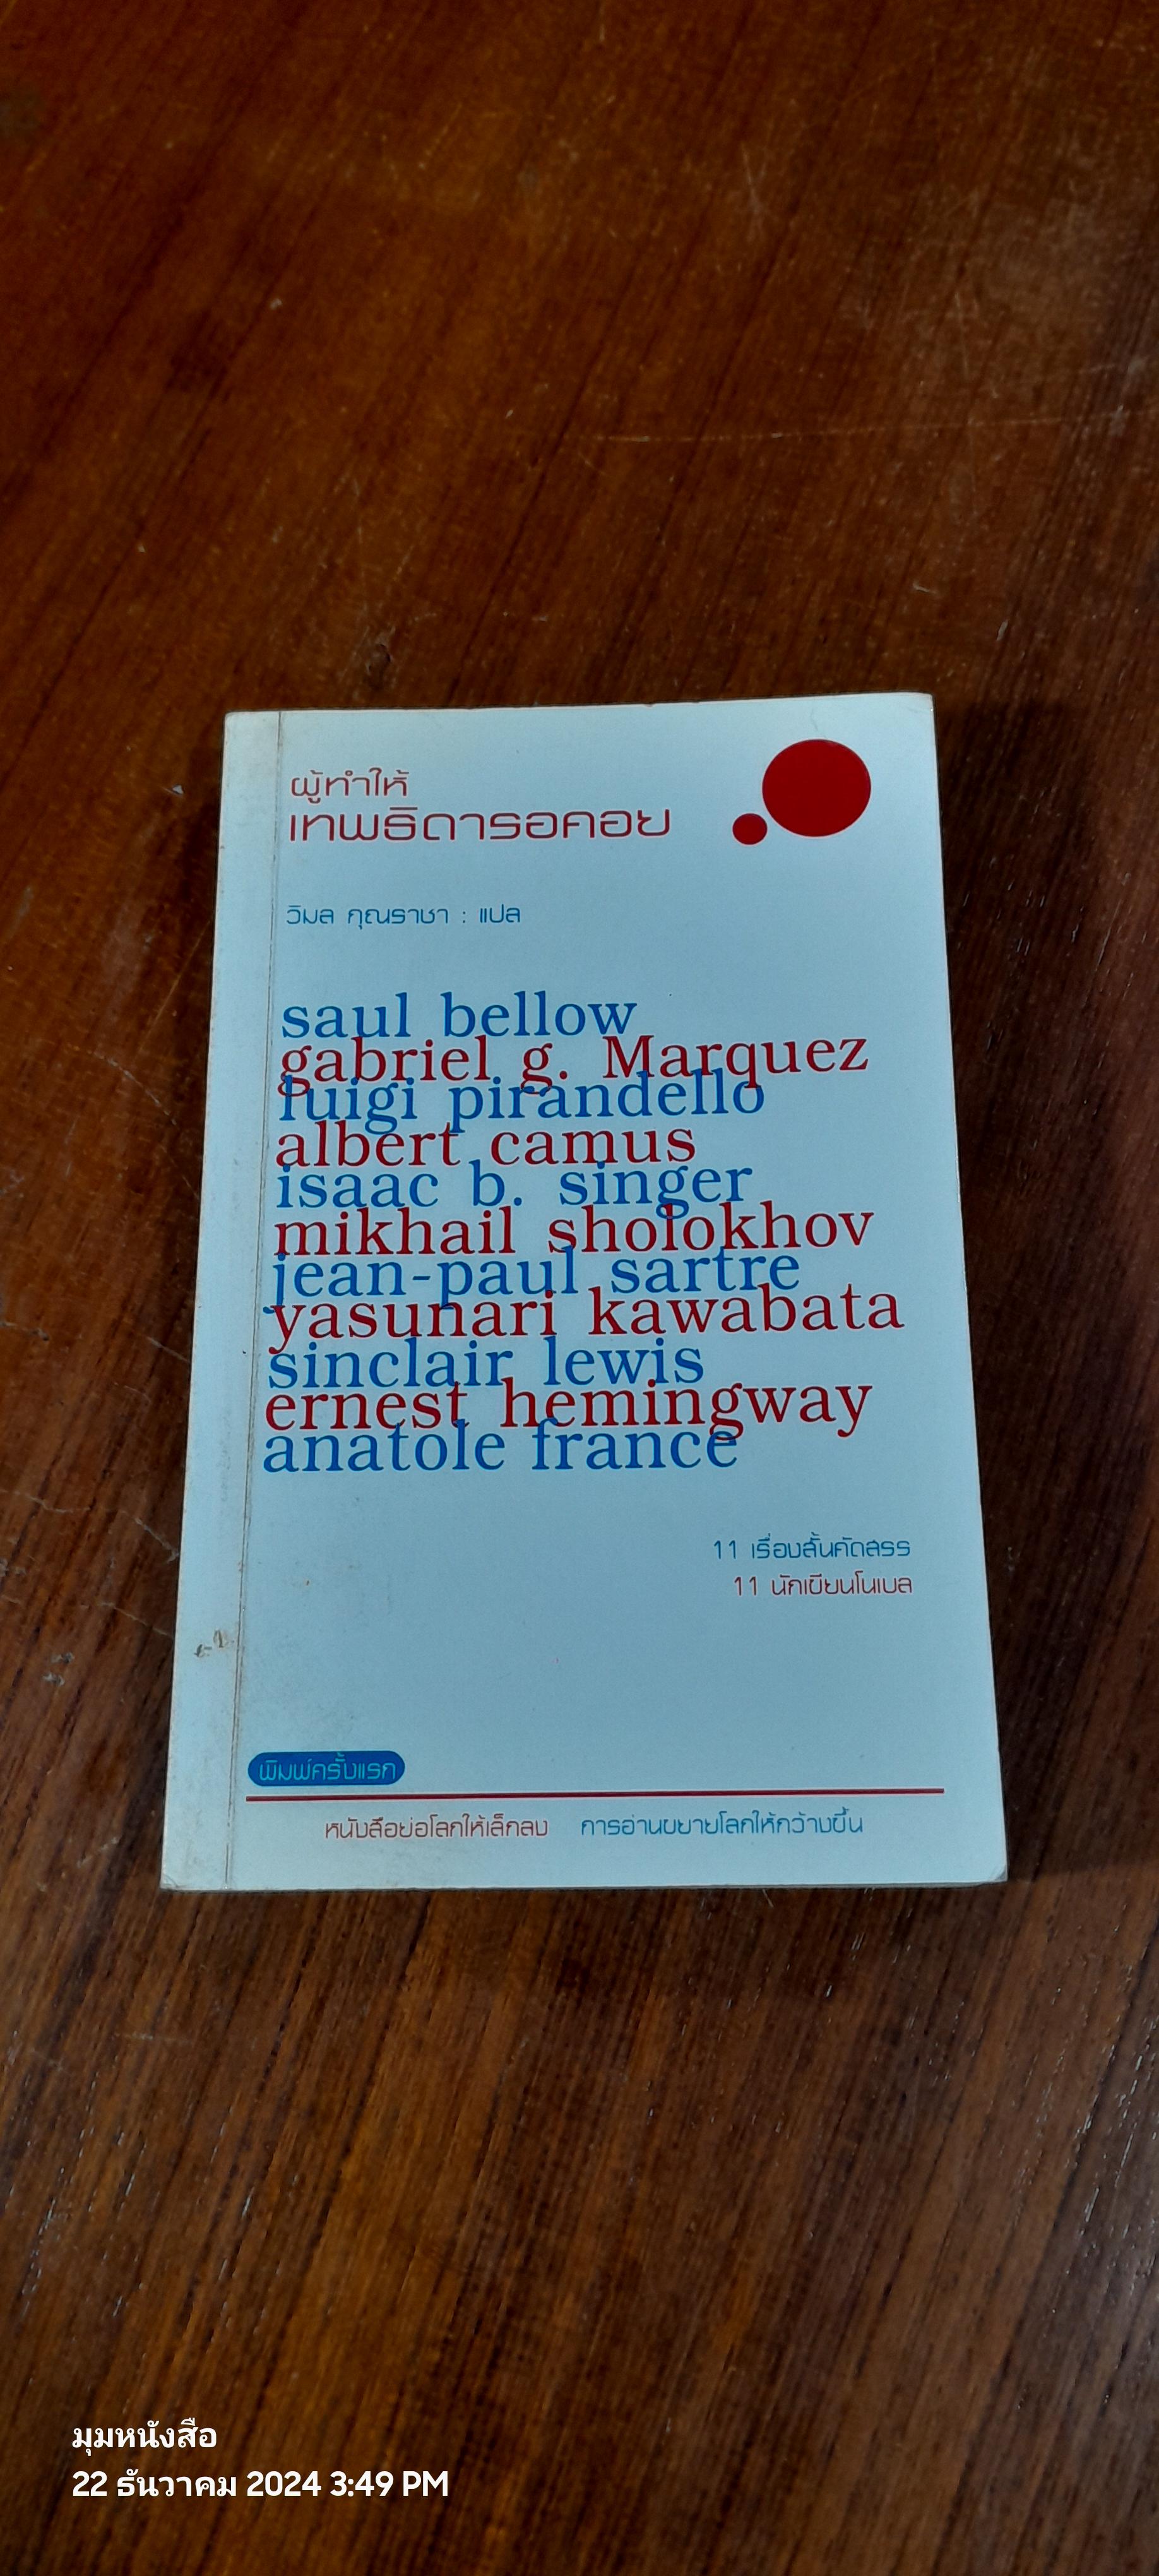 ผู้ทำให้
เทพธิดารอคอย
วิมล กุณราชา : แปล
saul bellow
gabriel g. Marquez
luigi pirandello
albert camus
isaac b. singer
mikhail sholokhov
jean-paul sartre
yasunari kawabata
sinclair lewis
ernest hemingway
anatole france
11 เรื่องสั้นคัดสรร
11 นักเขียนโนเบล
พิมพ์ครั้งแรก
หนังสือย่อโลกให้เล็กลง การอ่านขยายโลกให้กว้างขึ้น
มุมหนังสือ
22 ธันวาคม 2024 3:49 PM